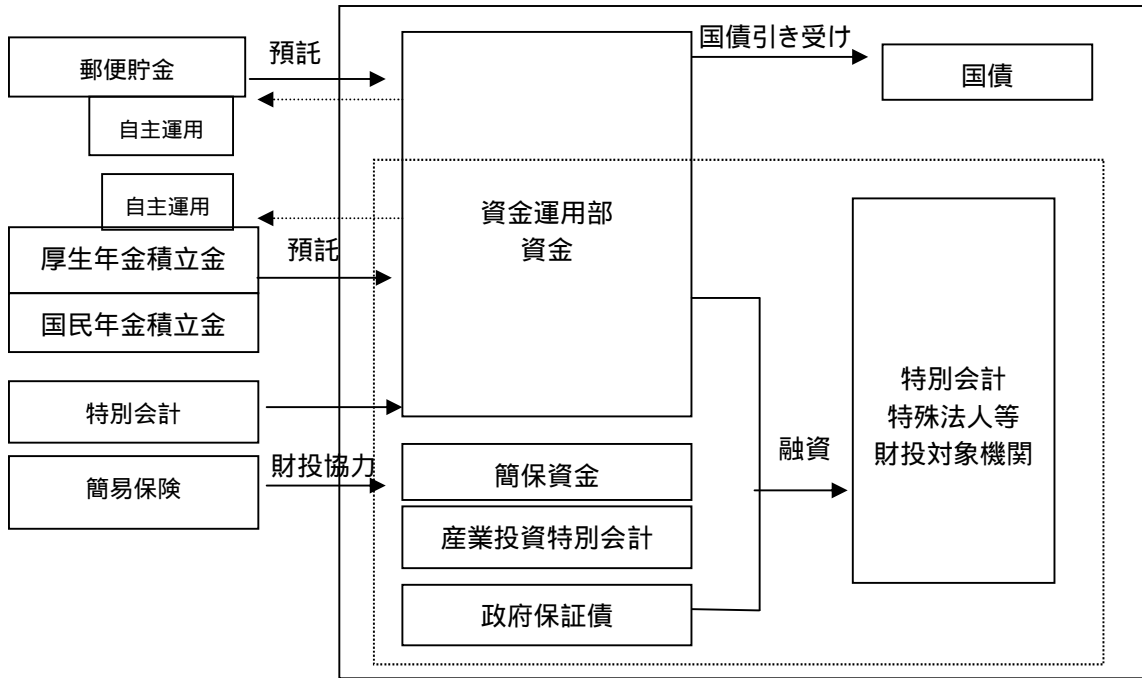 郵便貯金
自主運用
自主運用
厚生年金積立金
国民年金積立金
特別会計
簡易保険
預託
預託
財投協力
資金運用部
資金
簡保資金
産業投資特別会計
政府保証債
国債引き受け
国債
融資
特別会計
特殊法人等
財投対象機関